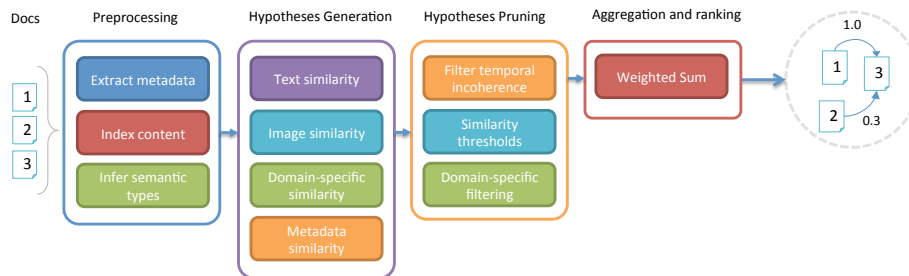 Docs
Preprocessing
Hypotheses Generation
Hypotheses Pruning
Aggregation and ranking
1
2
3
Extract metadata
Index content
Infer semantic
types
Text similarity
Image similarity
Domain-specific
similarity
Metadata
similarity
Filter temporal
incoherence
Similarity
thresholds
Domain-specific
filtering
Weighted Sum
1.0
1
3
2
0.3